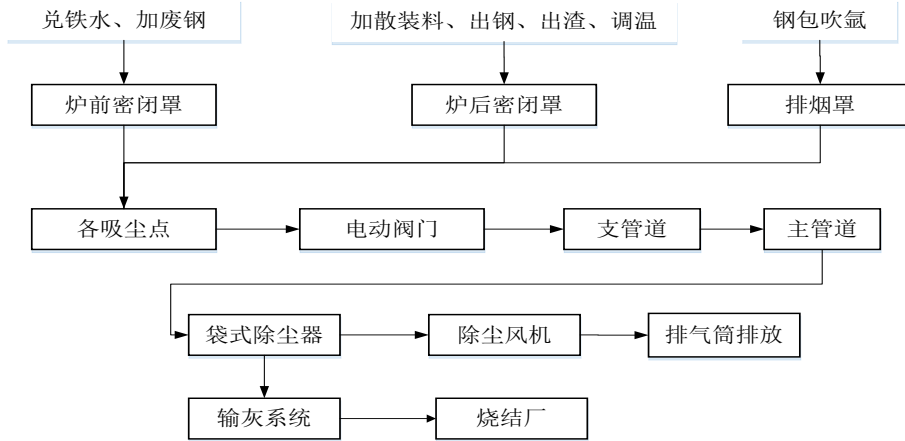 兑铁水、加废钢
加散装料、出钢、出渣、调温
钢包吹氩
炉前密闭罩
炉后密闭罩
排烟罩
各吸尘点
电动阀门
支管道
主管道
袋式除尘器
除尘风机
排气筒排放
输灰系统
烧结厂